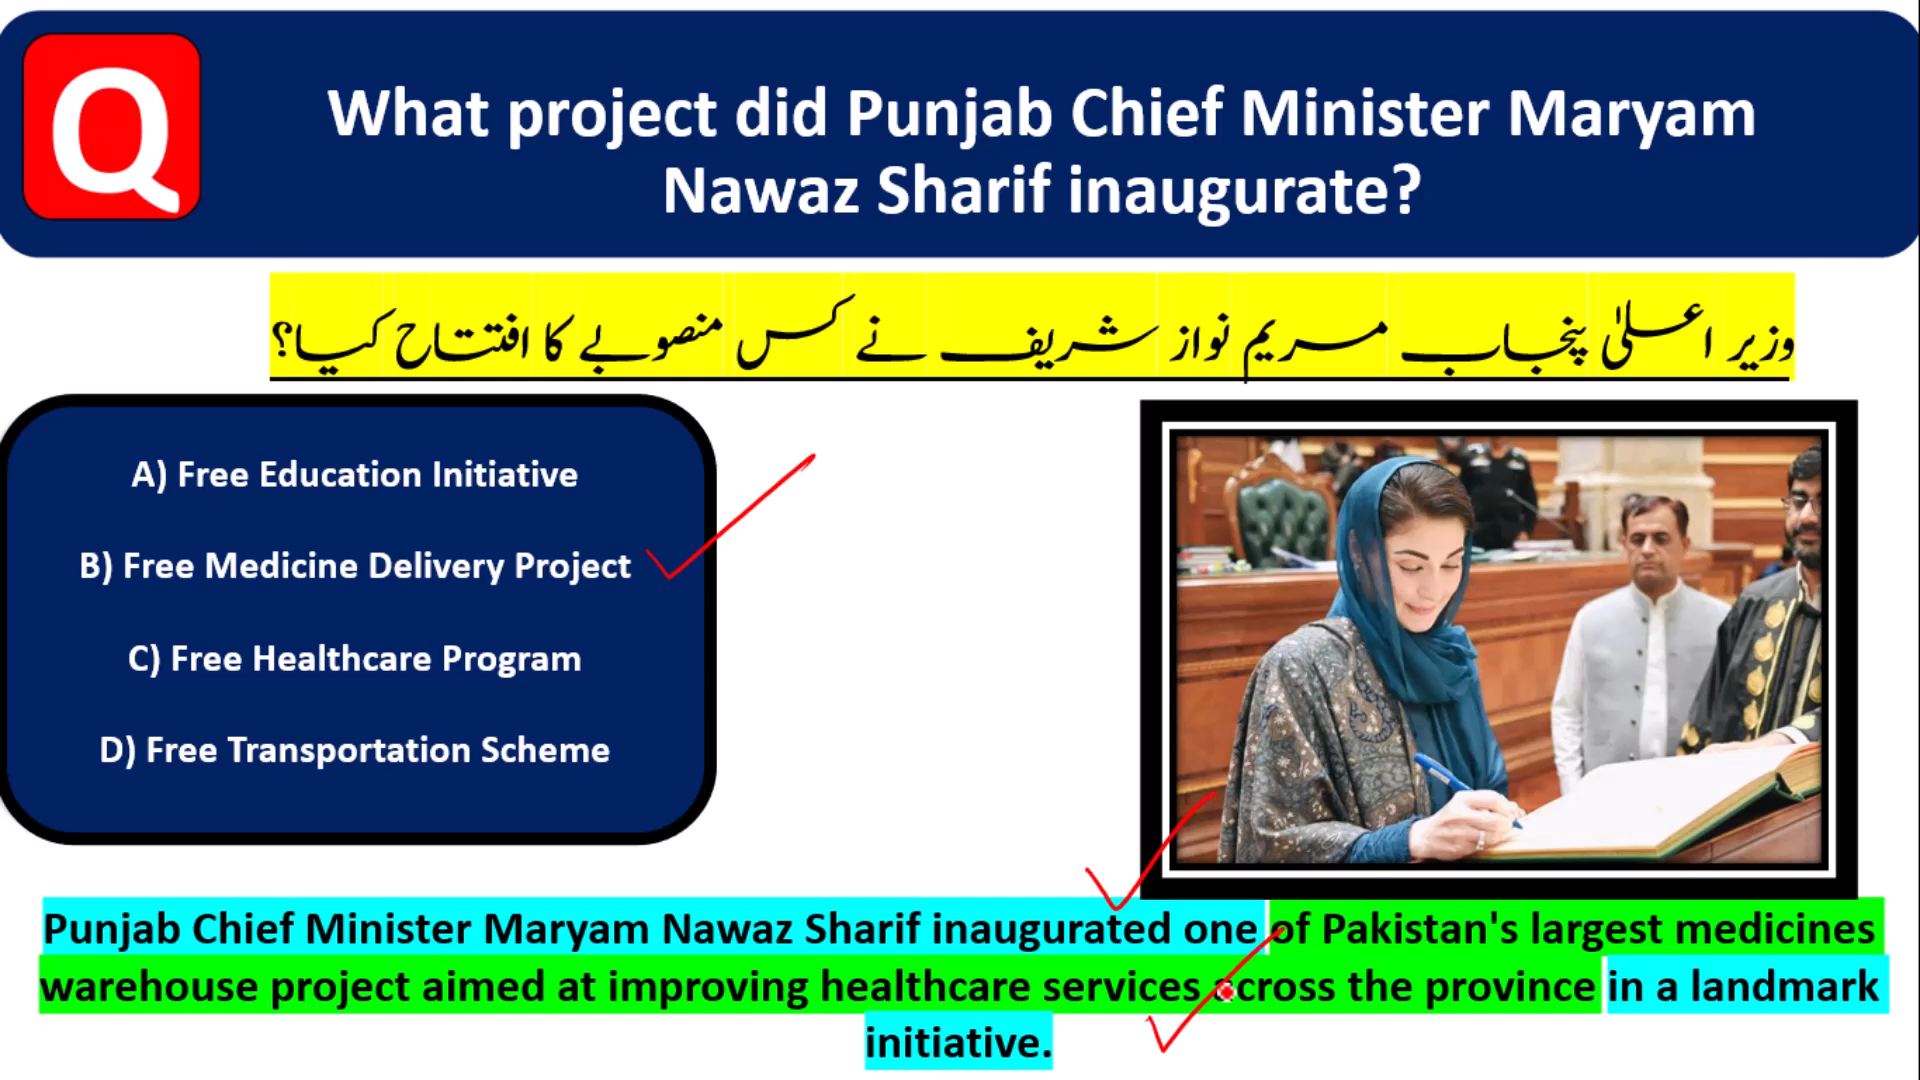 Q
What project did Punjab Chief Minister Maryam
Nawaz Sharif inaugurate?
وزیر اعلیٰ پنجاب مریم نواز شریف نے کس منصوبے کا افتتاح کیا؟
A) Free Education Initiative
B) Free Medicine Delivery Project
C) Free Healthcare Program
D) Free Transportation Scheme
Punjab Chief Minister Maryam Nawaz Sharif inaugurated one of Pakistan's largest medicines
warehouse project aimed at improving healthcare services across the province in a landmark
initiative.